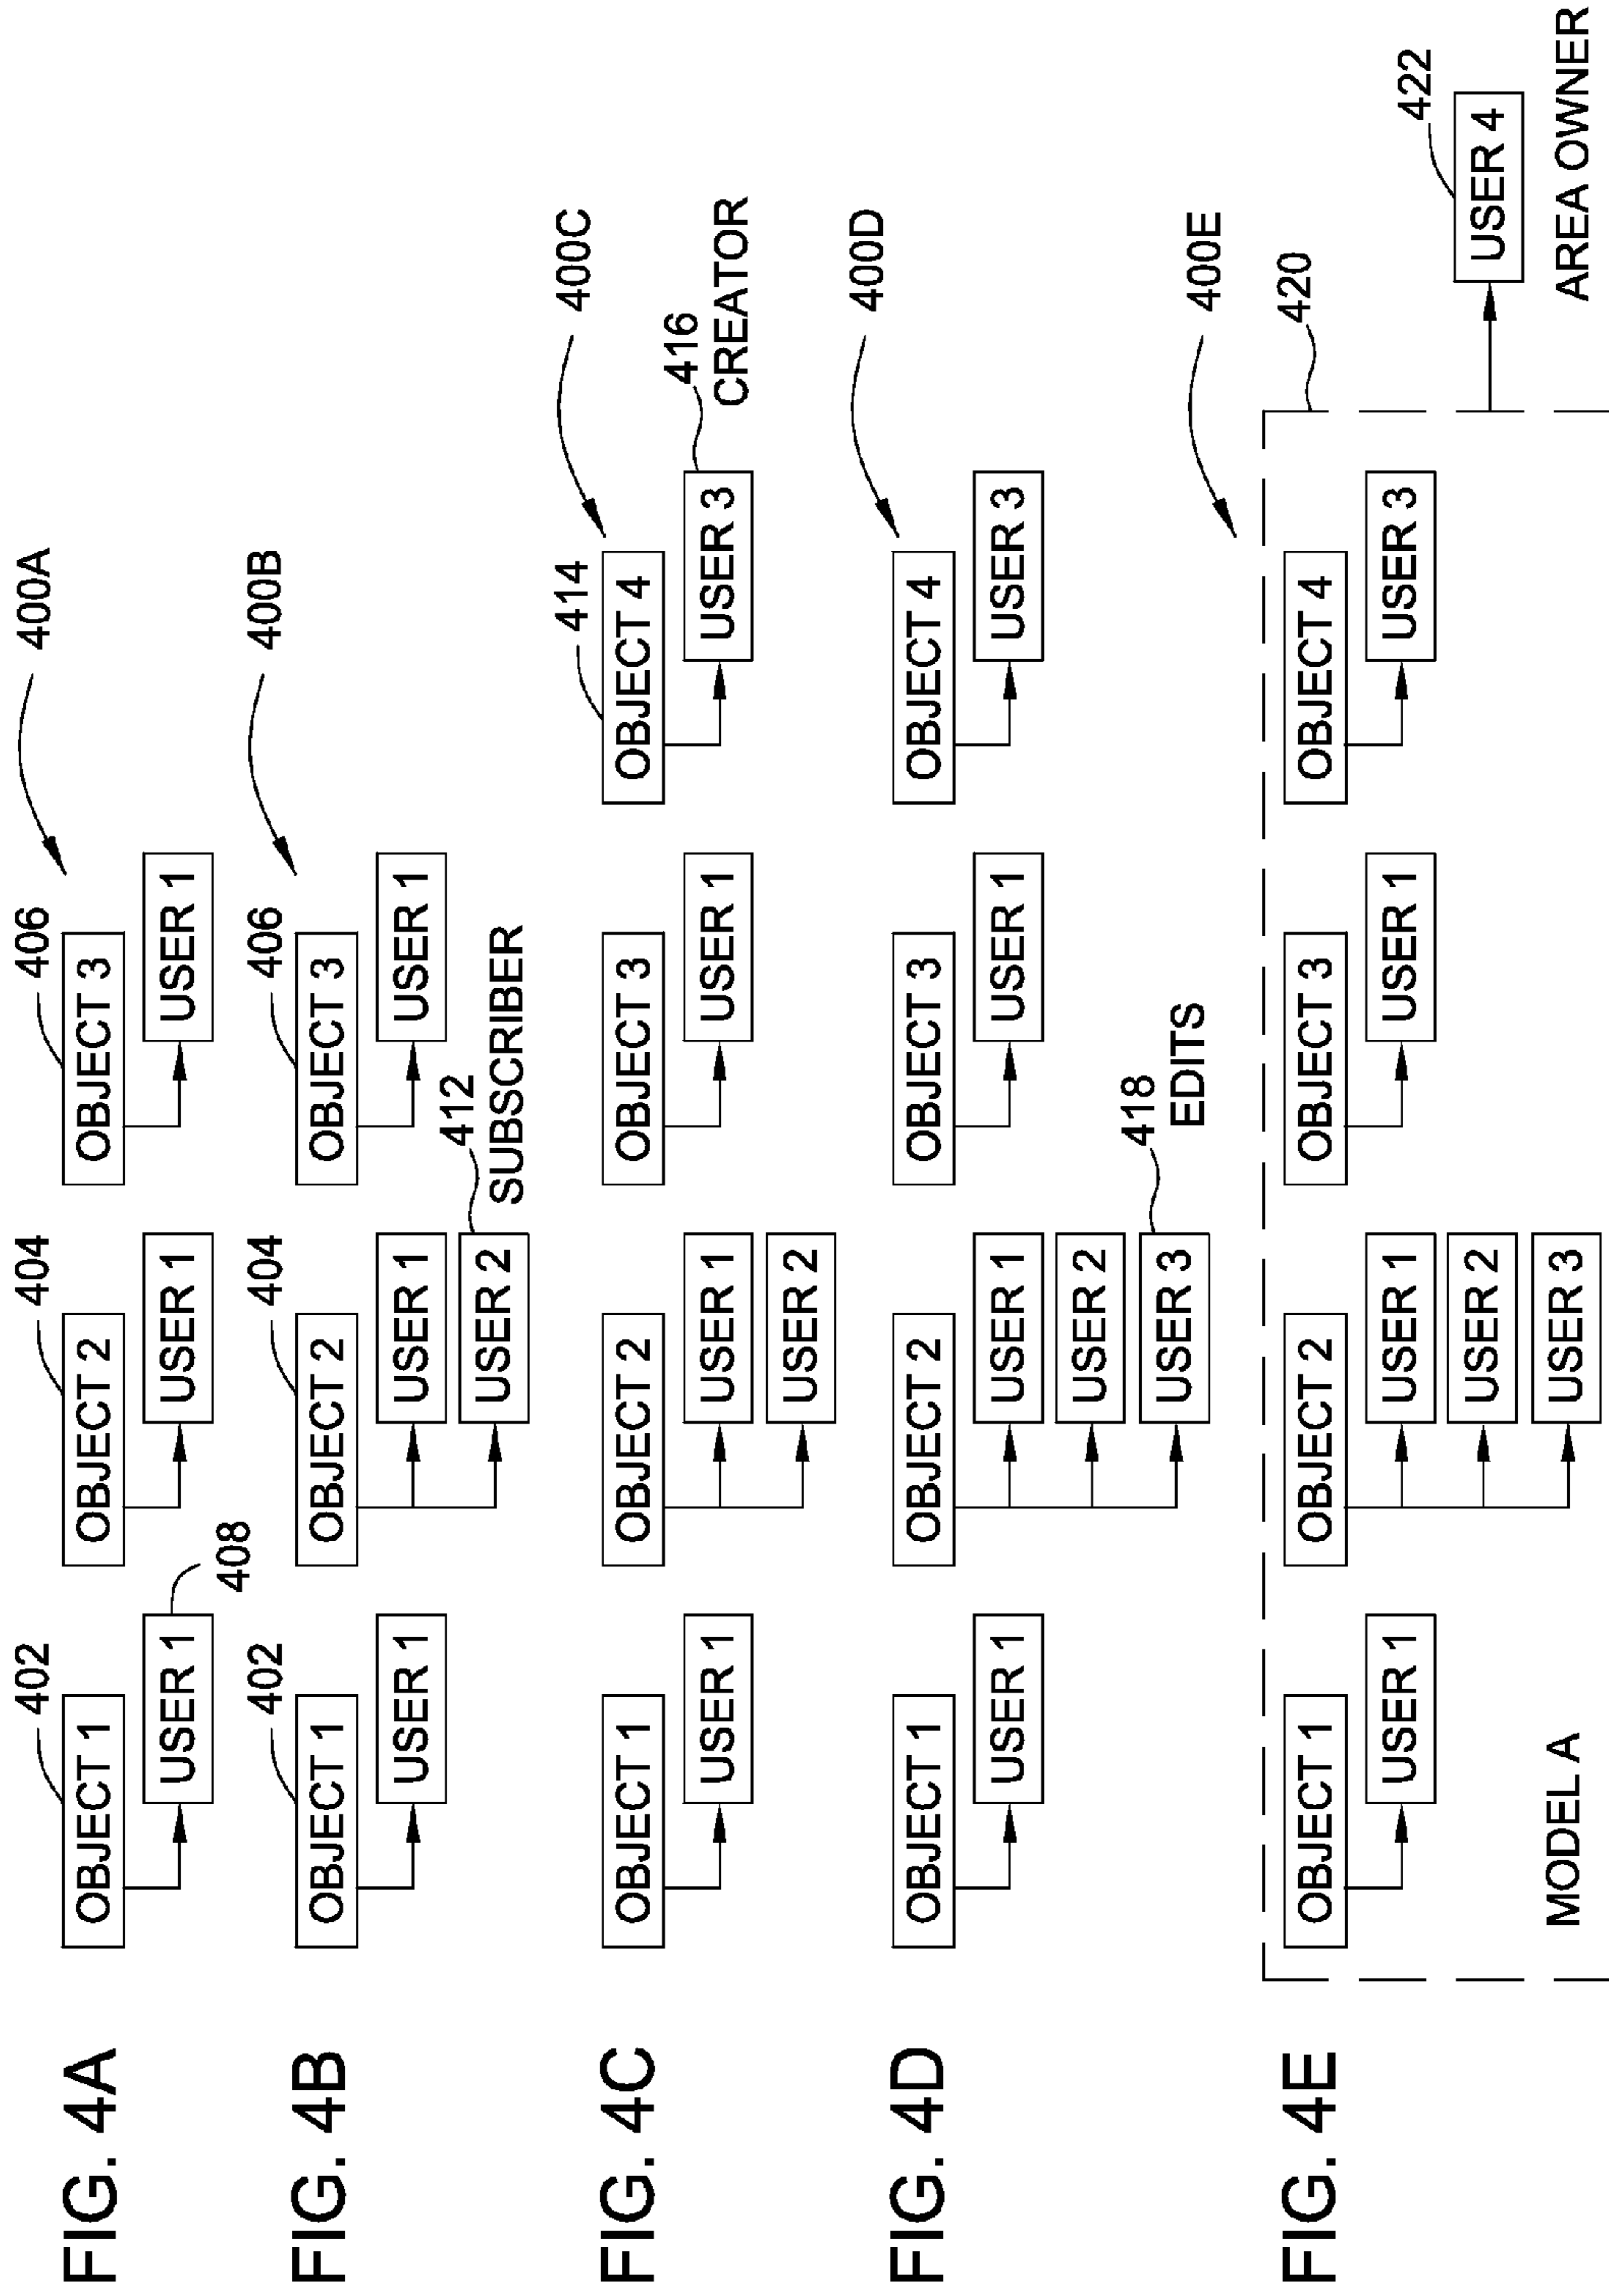 FIG. 4A
400A
402
404
406
OBJECT 1
OBJECT 2
OBJECT 3
USER 1
USER 1
USER 1
408
FIG. 4B
400B
402
404
406
OBJECT 1
OBJECT 2
OBJECT 3
USER 1
USER 1
USER 1
USER 2
412
SUBSCRIBER
FIG. 4C
400C
414
OBJECT 1
OBJECT 2
OBJECT 3
OBJECT 4
416
CREATOR
USER 1
USER 1
USER 1
USER 3
USER 2
FIG. 4D
400D
OBJECT 1
OBJECT 2
OBJECT 3
OBJECT 4
USER 1
USER 1
USER 1
USER 3
USER 2
USER 3
418
EDITS
FIG. 4E
400E
420
OBJECT 1
OBJECT 2
OBJECT 3
OBJECT 4
USER 1
USER 1
USER 1
USER 3
USER 2
USER 3
MODEL A
422
USER 4
AREA OWNER